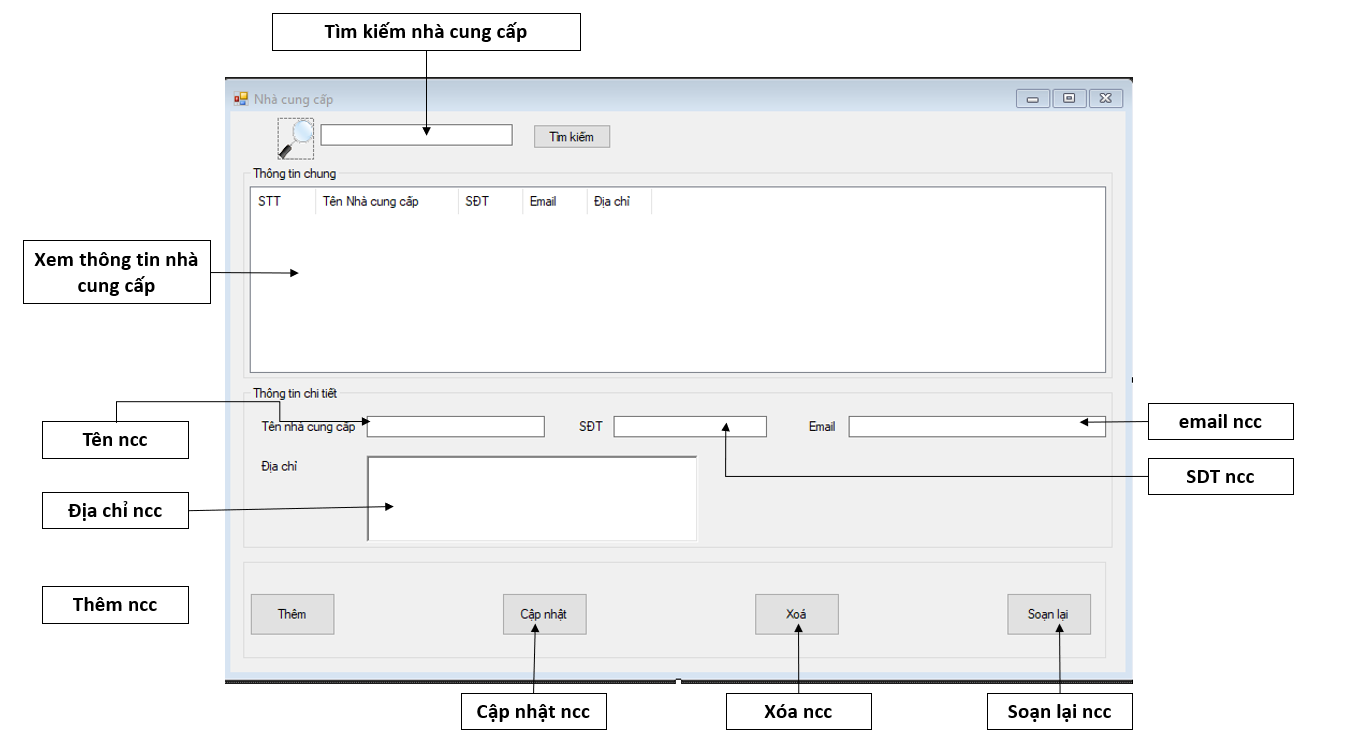 Tìm kiếm nhà cung cấp
Nhà cung cấp
Tìm kiếm
Thông tin chung
STT Tên Nhà cung cấp SĐT Email Địa chỉ
Xem thông tin nhà
cung cấp
Thông tin chi tiết
Tên nhà cung cấp SĐT Email
email ncc
Tên ncc
Địa chỉ
SDT ncc
Địa chỉ ncc
Thêm ncc
Thêm Cập nhật Xoá Soạn lại
Cập nhật ncc Xóa ncc Soạn lại ncc